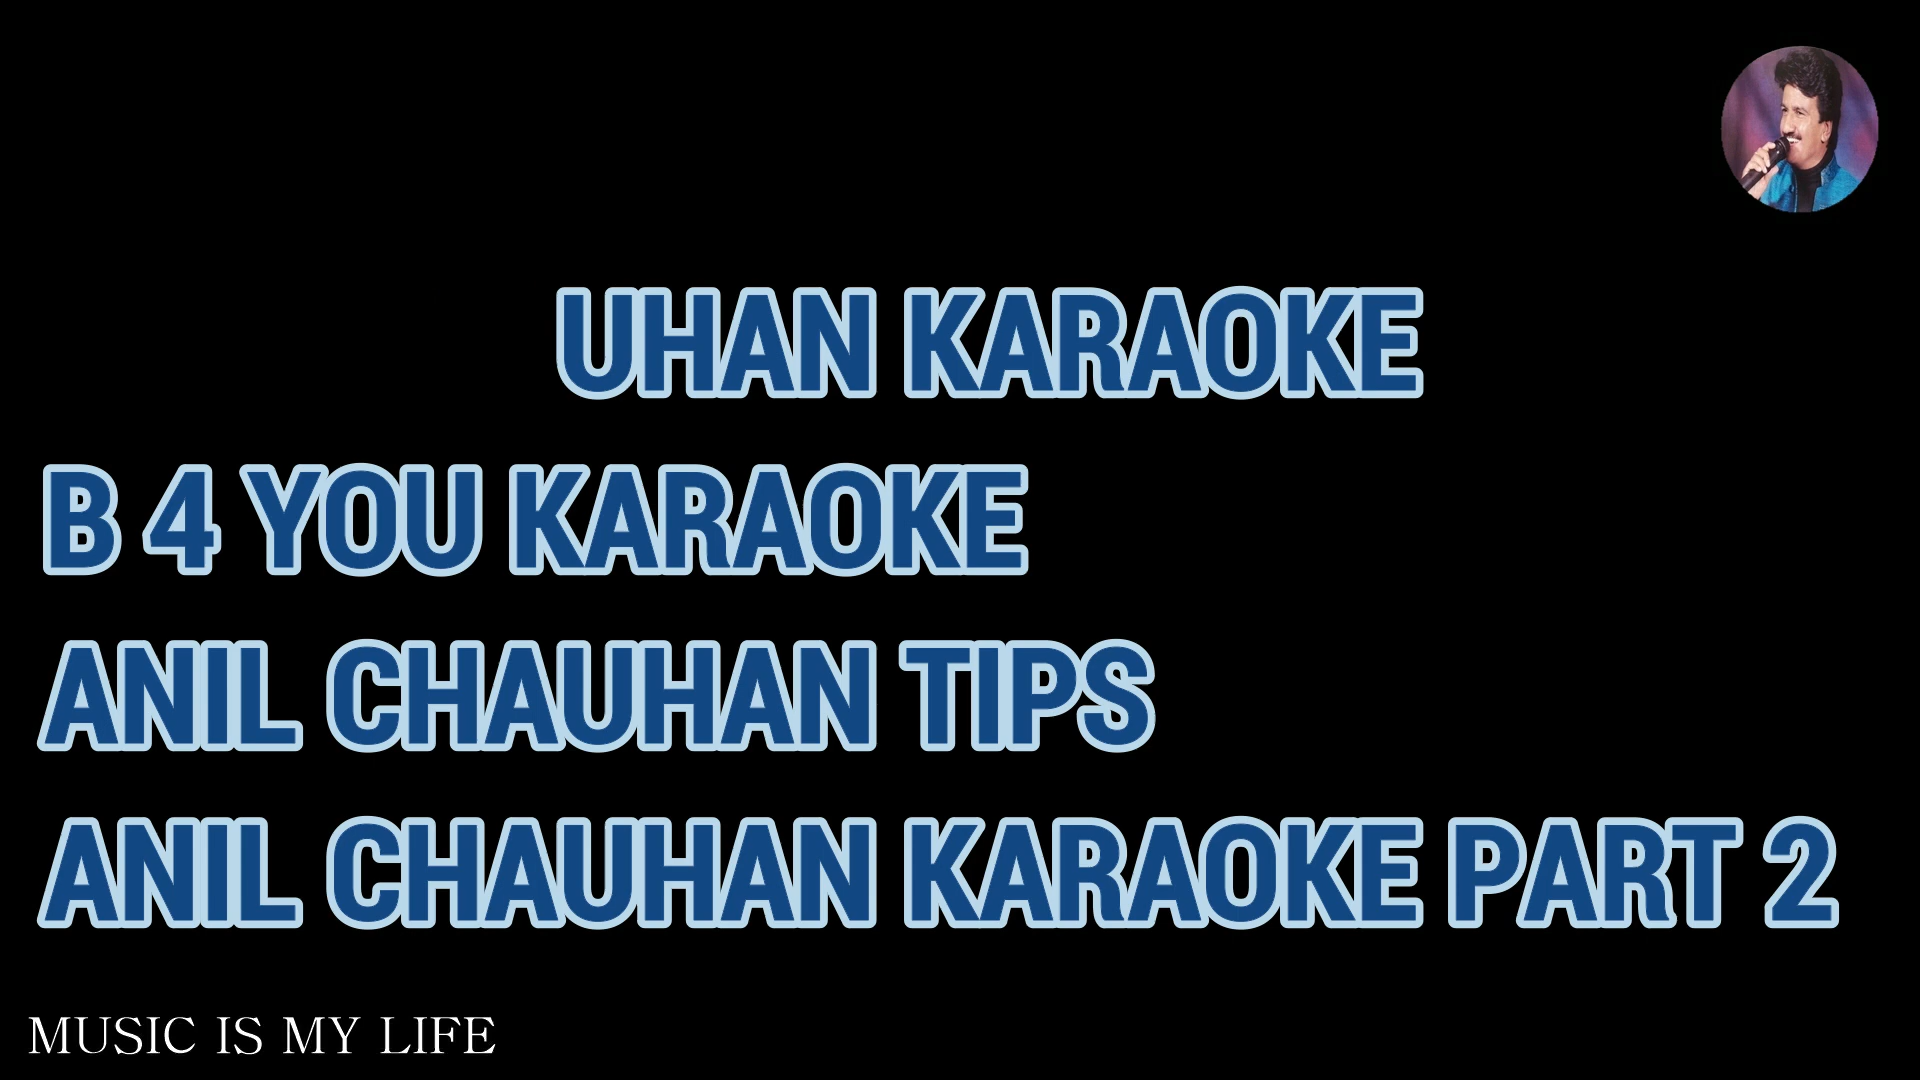 UHAN KARAOKE
B 4 YOU KARAOKE
ANIL CHAUHAN TIPS
ANIL CHAUHAN KARAOKE PART 2
MUSIC IS MY LIFE